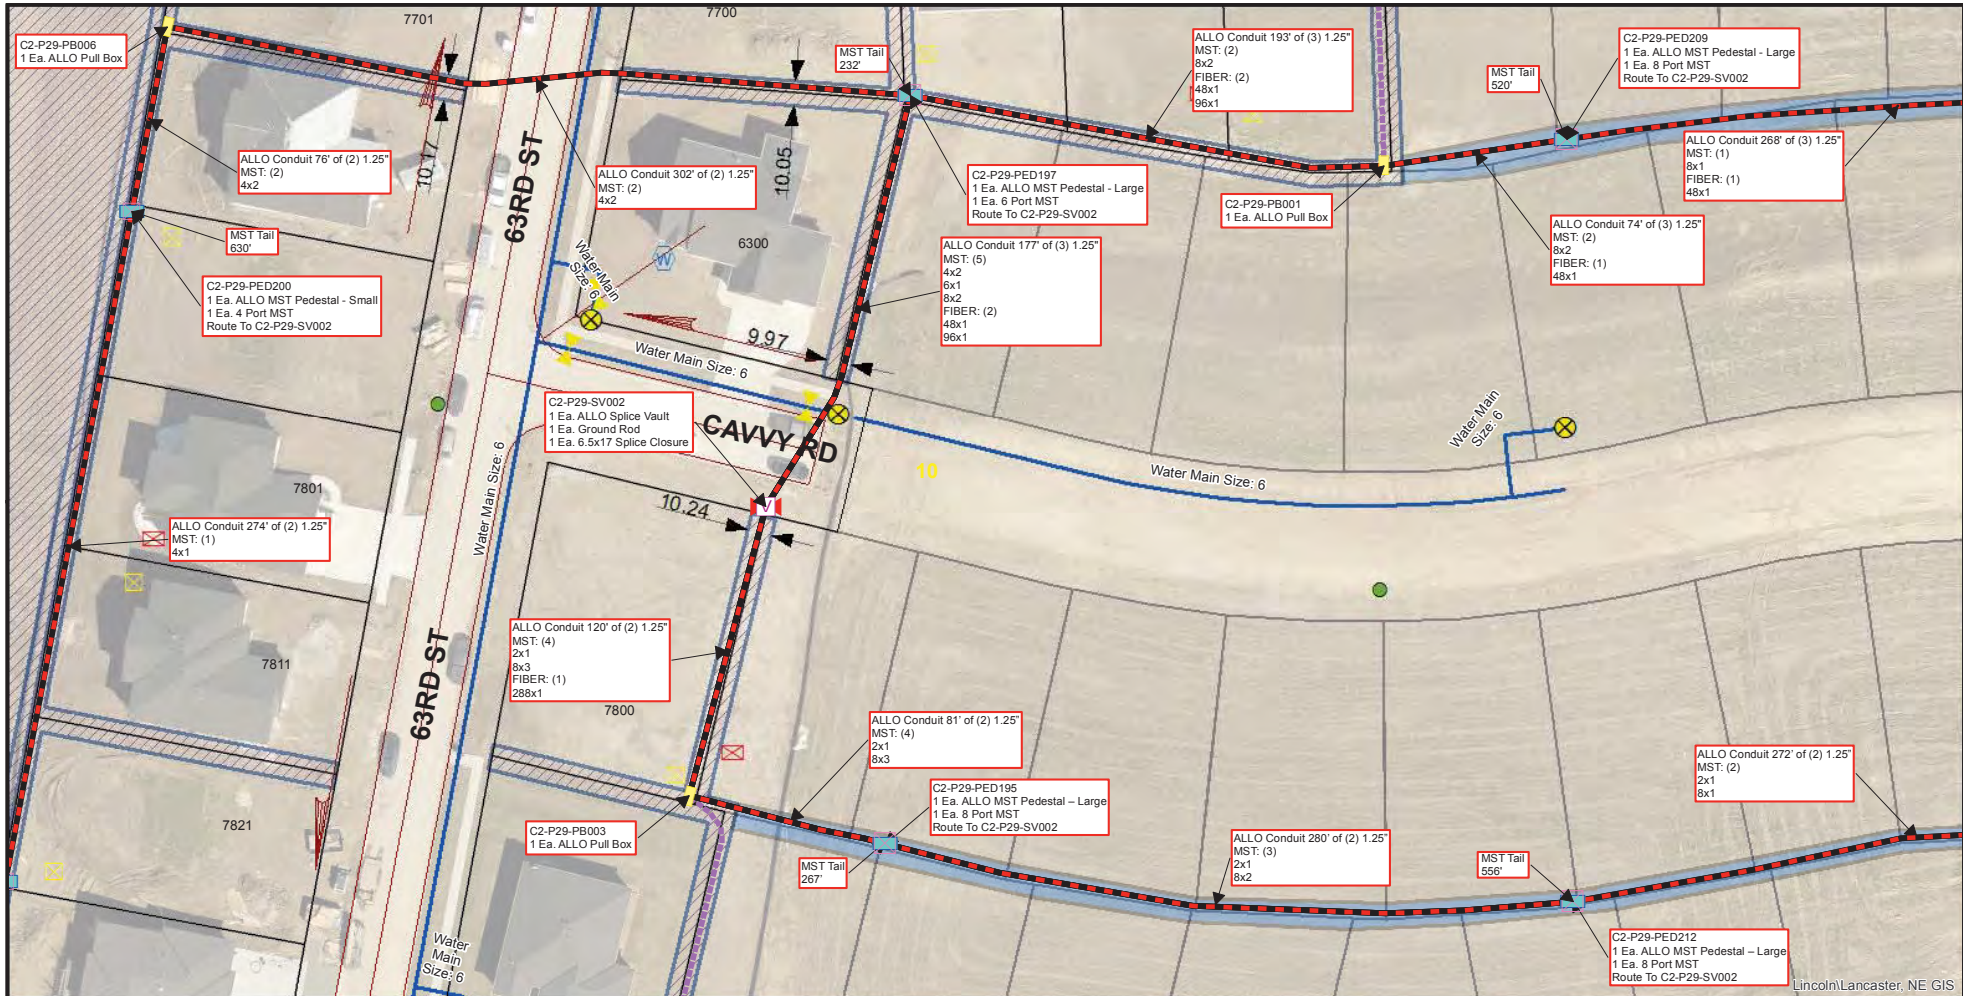 7701
7700
C2-P29-PB006
1 Ea. ALLO Pull Box
MST Tail
232'
ALLO Conduit 193' of (3) 1.25"
MST: (2)
8x2
FIBER: (2)
48x1
96x1
MST Tail
520'
C2-P29-PED209
1 Ea. ALLO MST Pedestal - Large
1 Ea. 8 Port MST
Route To C2-P29-SV002
ALLO Conduit 76' of (2) 1.25"
MST: (2)
4x2
10.17
63RD ST
ALLO Conduit 302' of (2) 1.25"
MST: (2)
4x2
10.05
C2-P29-PED197
1 Ea. ALLO MST Pedestal - Large
1 Ea. 6 Port MST
Route To C2-P29-SV002
C2-P29-PB001
1 Ea. ALLO Pull Box
ALLO Conduit 268' of (3) 1.25"
MST: (1)
8x1
FIBER: (1)
48x1
ALLO Conduit 74' of (3) 1.25"
MST: (2)
8x2
FIBER: (1)
48x1
MST Tail
630'
6300
W
Water Main
Size: 6
ALLO Conduit 177' of (3) 1.25"
MST: (5)
4x2
6x1
8x2
FIBER: (2)
48x1
96x1
C2-P29-PED200
1 Ea. ALLO MST Pedestal - Small
1 Ea. 4 Port MST
Route To C2-P29-SV002
9.97
Water Main Size: 6
C2-P29-SV002
1 Ea. ALLO Splice Vault
1 Ea. Ground Rod
1 Ea. 6.5x17 Splice Closure
CAVVY RD
Water Main
Size: 6
10
Water Main Size: 6
Water Main Size: 6
7801
10.24
V
ALLO Conduit 274' of (2) 1.25"
MST: (1)
4x1
ALLO Conduit 120' of (2) 1.25"
MST: (4)
2x1
8x3
FIBER: (1)
288x1
7811
63RD ST
7800
ALLO Conduit 81' of (2) 1.25"
MST: (4)
2x1
8x3
ALLO Conduit 272' of (2) 1.25"
MST: (2)
2x1
8x1
C2-P29-PED195
1 Ea. ALLO MST Pedestal – Large
1 Ea. 8 Port MST
Route To C2-P29-SV002
7821
C2-P29-PB003
1 Ea. ALLO Pull Box
MST Tail
267'
ALLO Conduit 280' of (2) 1.25"
MST: (3)
2x1
8x2
MST Tail
556'
Water
Main
Size: 6
C2-P29-PED212
1 Ea. ALLO MST Pedestal – Large
1 Ea. 8 Port MST
Route To C2-P29-SV002
Lincoln\Lancaster, NE GIS